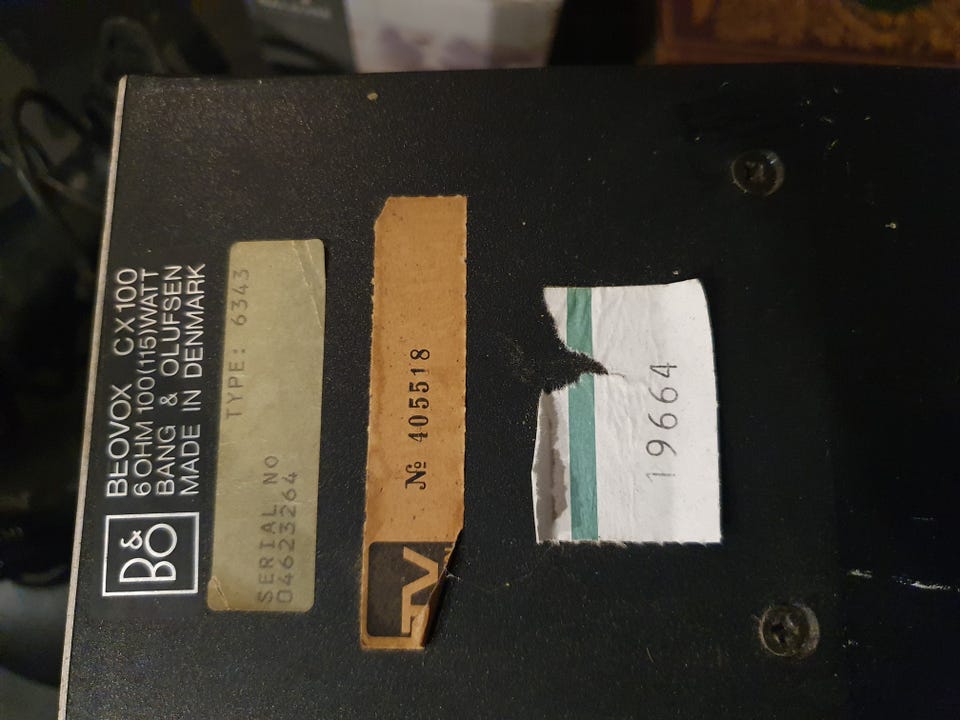 B&O
BEOVOX CX100
6 OHM 100(115)WATT
BANG & OLUFSEN
MADE IN DENMARK
TYPE: 6343
SERIAL NO
04623264
TV
№ 405518
19664